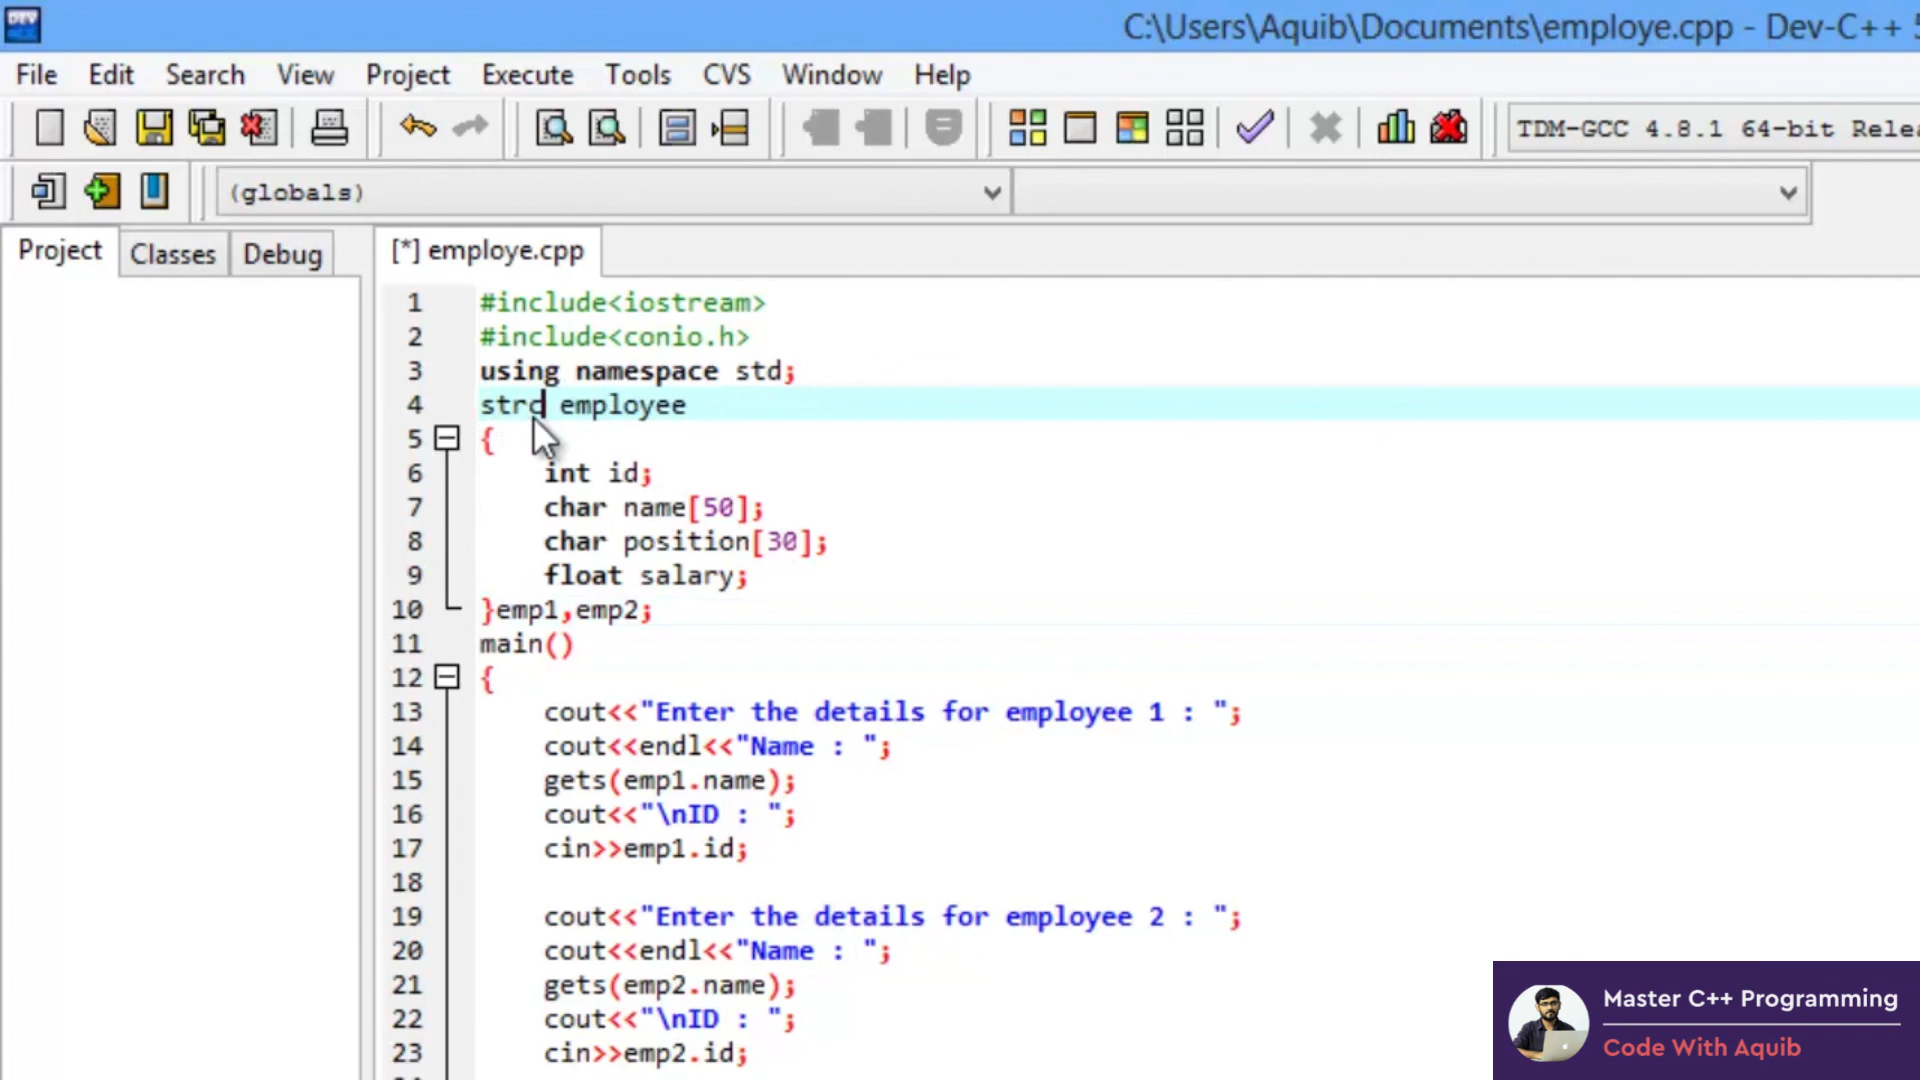 DEV
C:\Users\Aquib\Documents\employe.cpp - Dev-C++ 5
File Edit Search View Project Execute Tools CVS Window Help
TDM-GCC 4.8.1 64-bit Relea
(globals)
Project Classes Debug [*] employe.cpp
1 #include<iostream>
2 #include<conio.h>
3 using namespace std;
4 strc employee
5 {
6 int id;
7 char name[50];
8 char position[30];
9 float salary;
10 }emp1,emp2;
11 main()
12 {
13 cout<<"Enter the details for employee 1 : ";
14 cout<<endl<<"Name : ";
15 gets(emp1.name);
16 cout<<"\nID : ";
17 cin>>emp1.id;
18
19 cout<<"Enter the details for employee 2 : ";
20 cout<<endl<<"Name : ";
21 gets(emp2.name);
22 cout<<"\nID : ";
23 cin>>emp2.id;
Master C++ Programming
Code With Aquib